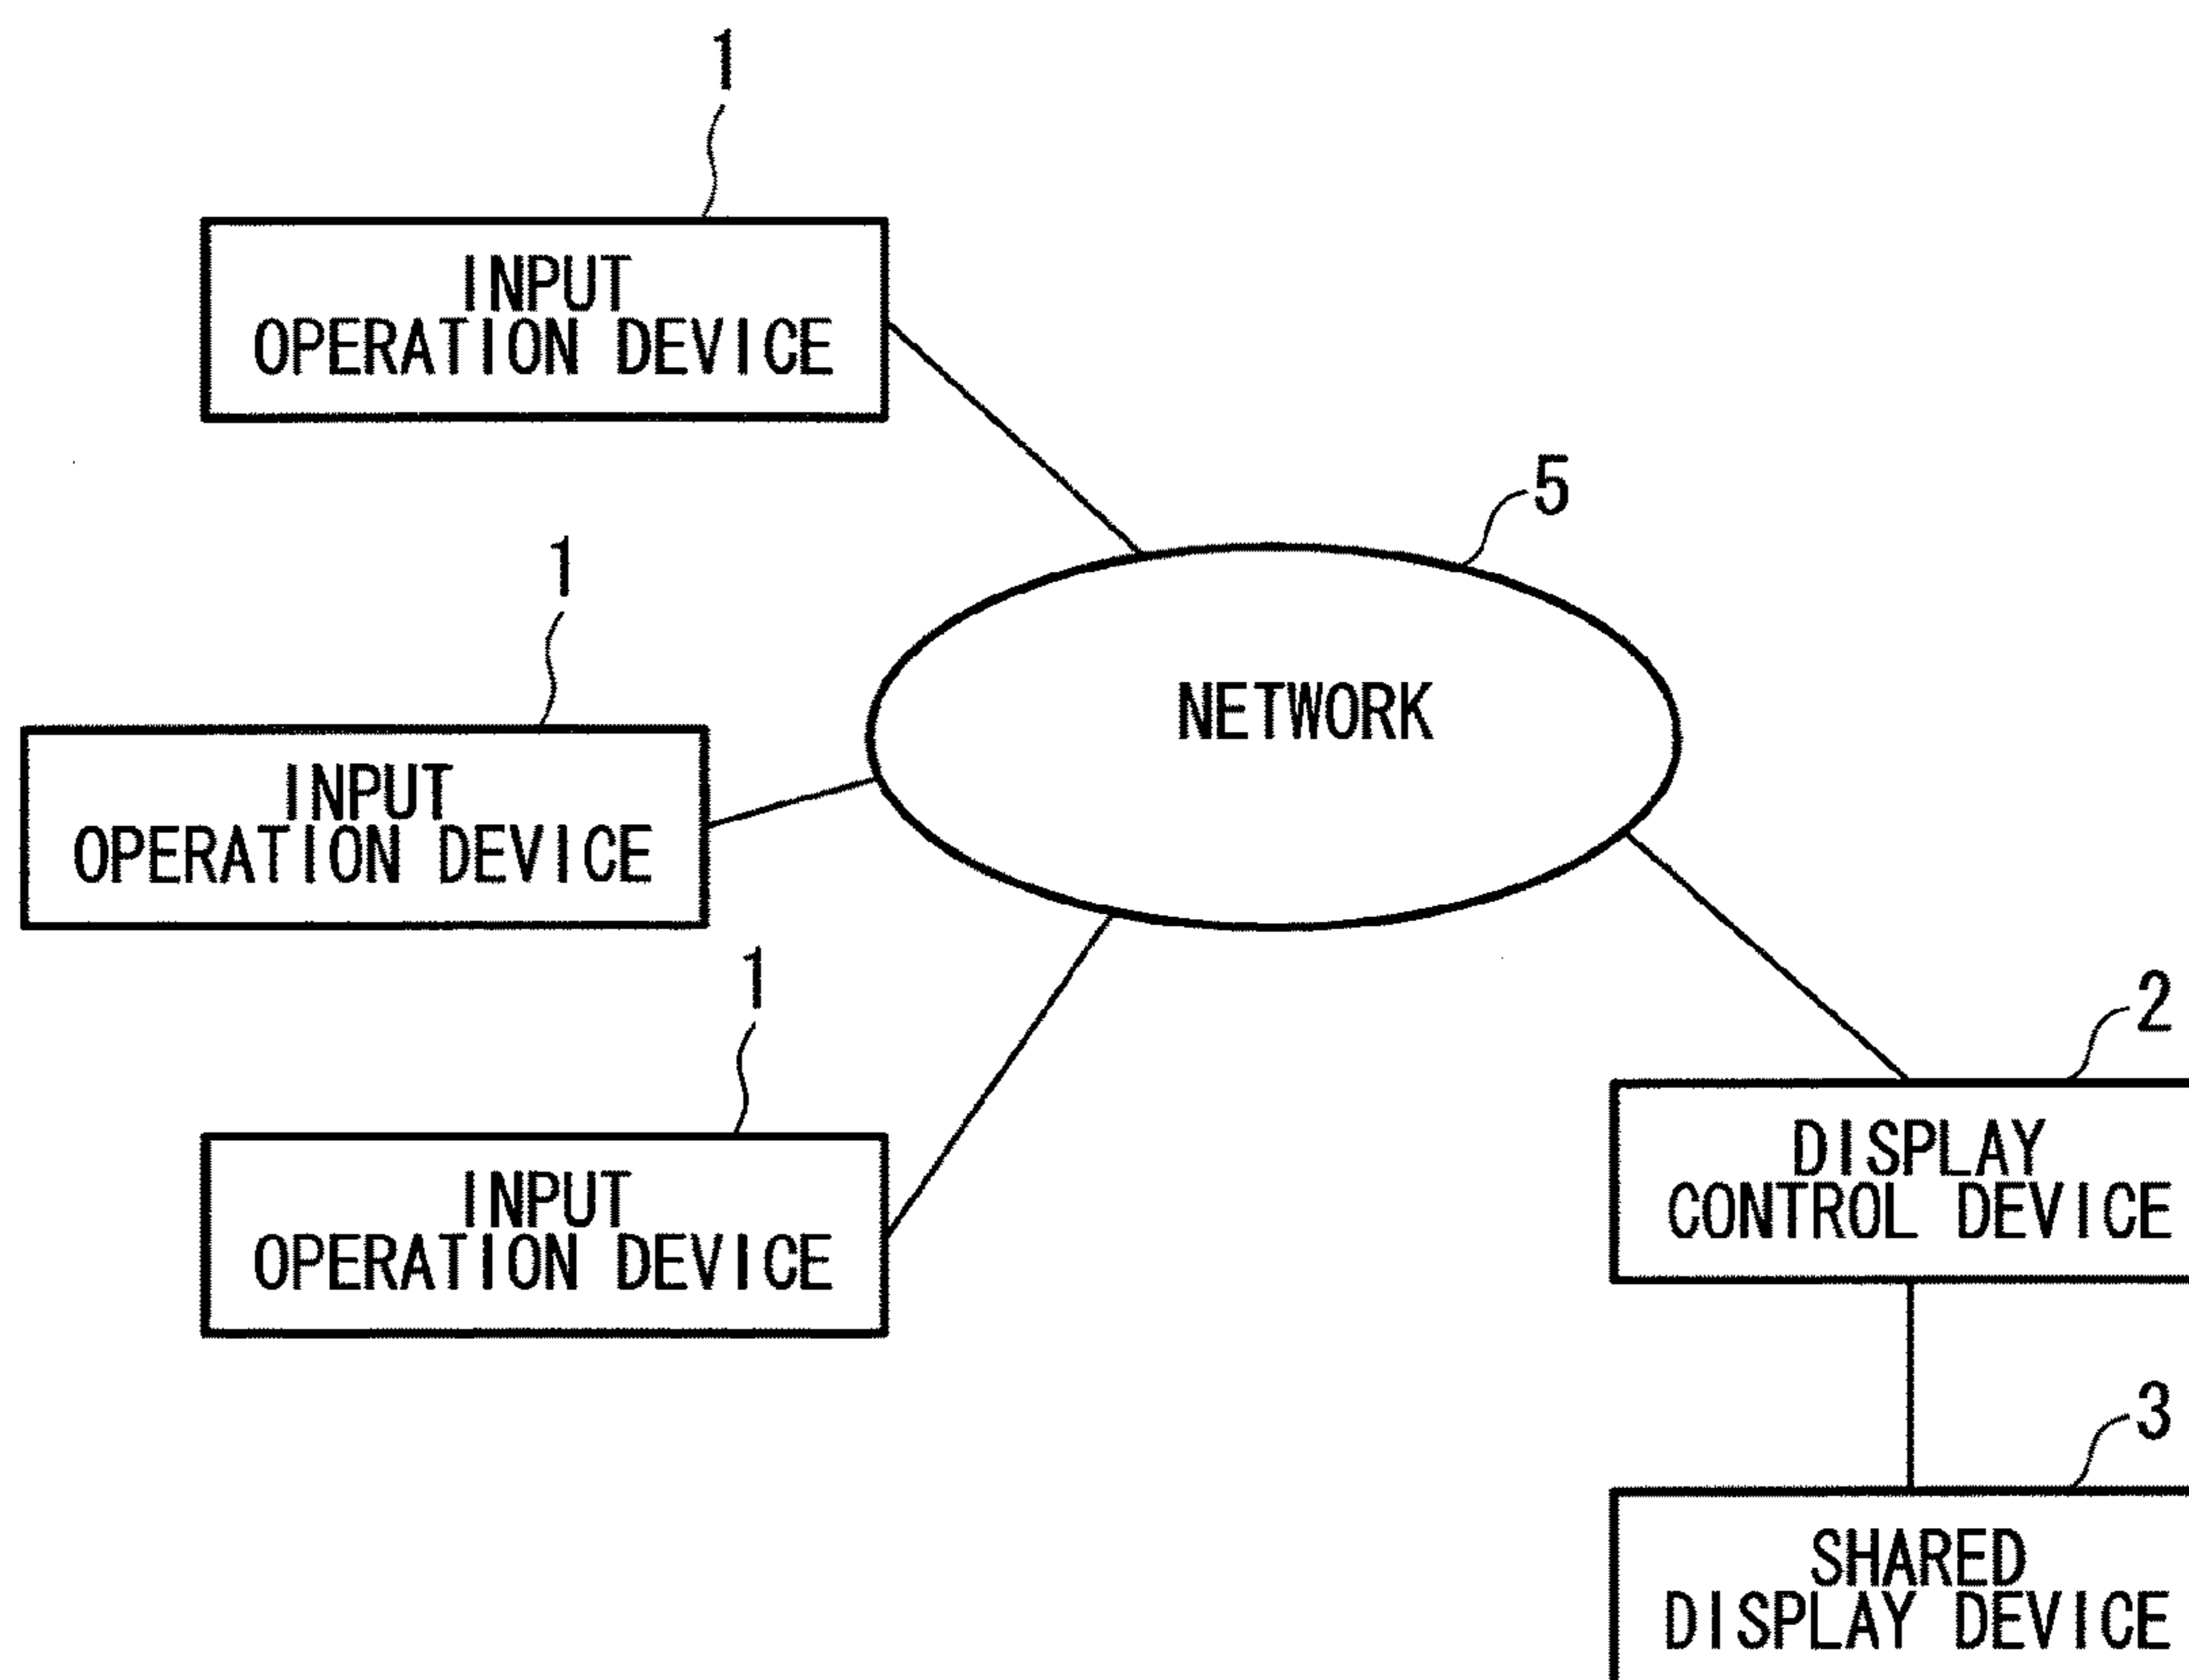 1
INPUT
OPERATION DEVICE
5
1
NETWORK
INPUT
OPERATION DEVICE
1
2
INPUT
OPERATION DEVICE
DISPLAY
CONTROL DEVICE
3
SHARED
DISPLAY DEVICE